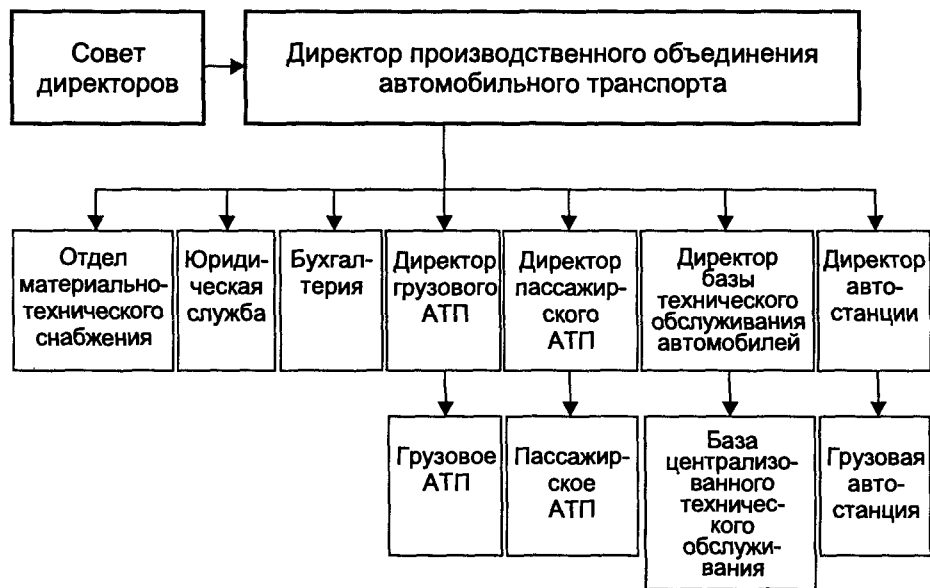 Совет
директоров
Директор производственного объединения
автомобильного транспорта
Отдел
материально-
технического
снабжения
Юриди-
ческая
служба
Бухгал-
терия
Директор
грузового
АТП
Директор
пассажир-
ского
АТП
Директор
базы
технического
обслуживания
автомобилей
Директор
авто-
станции
Грузовое
АТП
Пассажир-
ское
АТП
База
централизо-
ванного
техничес-
кого
обслужи-
вания
Грузовая
авто-
станция